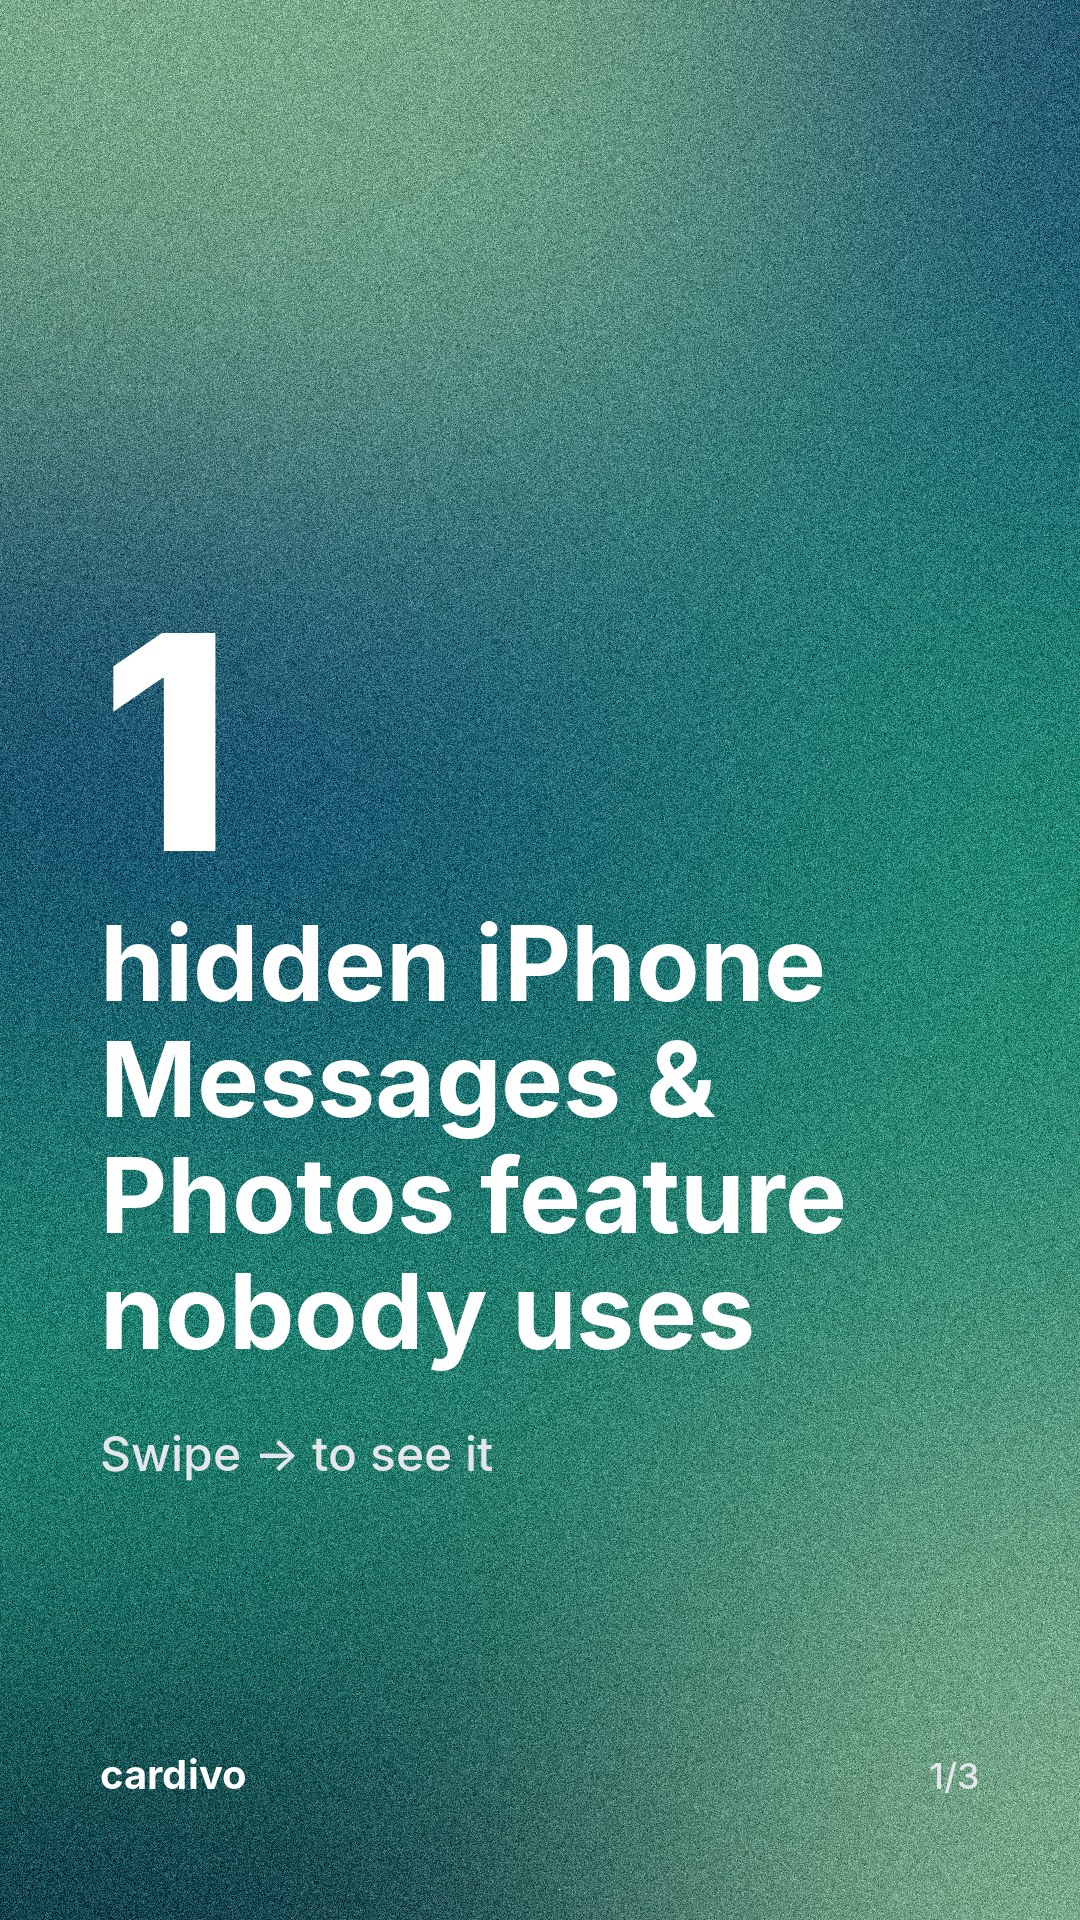 1
hidden iPhone
Messages &
Photos feature
nobody uses
Swipe → to see it
cardivo
1/3